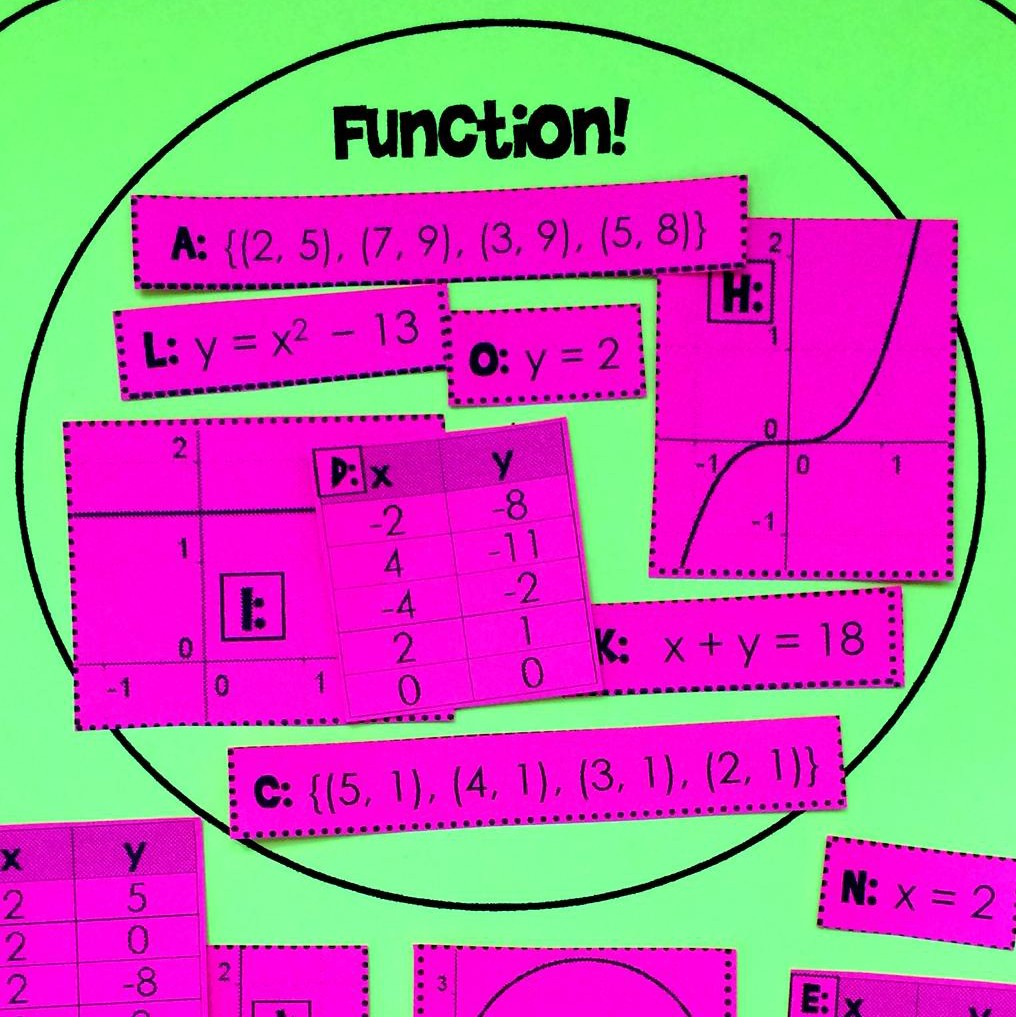 Function!
A: {(2, 5), (7, 9), (3, 9), (5, 8)}
H:
2
1
0
-1 0 1
-1
L: y = x² − 13
O: y = 2
I:
2
1
0
-1 0 1
D: x y
-2 -8
4 -11
-4 -2
2 1
0 0
K: x + y = 18
C: {(5, 1), (4, 1), (3, 1), (2, 1)}
x y
2 5
2 0
2 -8
N: x = 2
2
3
E: x